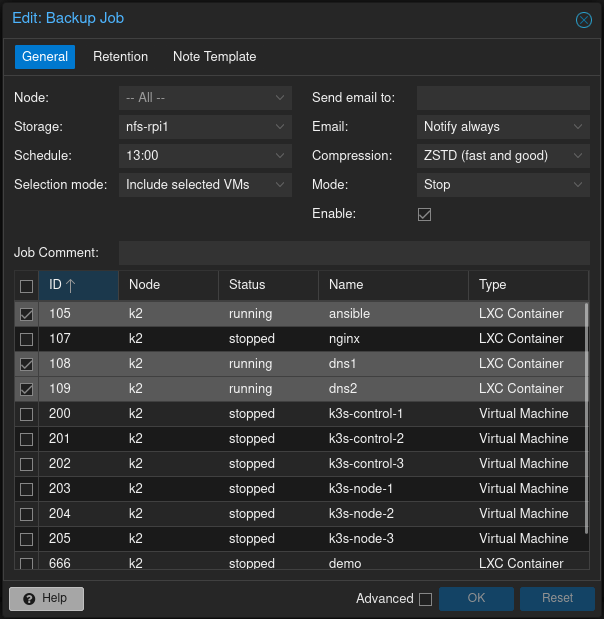 Edit: Backup Job
General Retention Note Template
Node: -- All -- Send email to:
Storage: nfs-rpi1 Email: Notify always
Schedule: 13:00 Compression: ZSTD (fast and good)
Selection mode: Include selected VMs Mode: Stop
Enable:
Job Comment:
ID Node Status Name Type
105 k2 running ansible LXC Container
107 k2 stopped nginx LXC Container
108 k2 running dns1 LXC Container
109 k2 running dns2 LXC Container
200 k2 stopped k3s-control-1 Virtual Machine
201 k2 stopped k3s-control-2 Virtual Machine
202 k2 stopped k3s-control-3 Virtual Machine
203 k2 stopped k3s-node-1 Virtual Machine
204 k2 stopped k3s-node-2 Virtual Machine
205 k2 stopped k3s-node-3 Virtual Machine
666 k2 stopped demo LXC Container
Help Advanced OK Reset